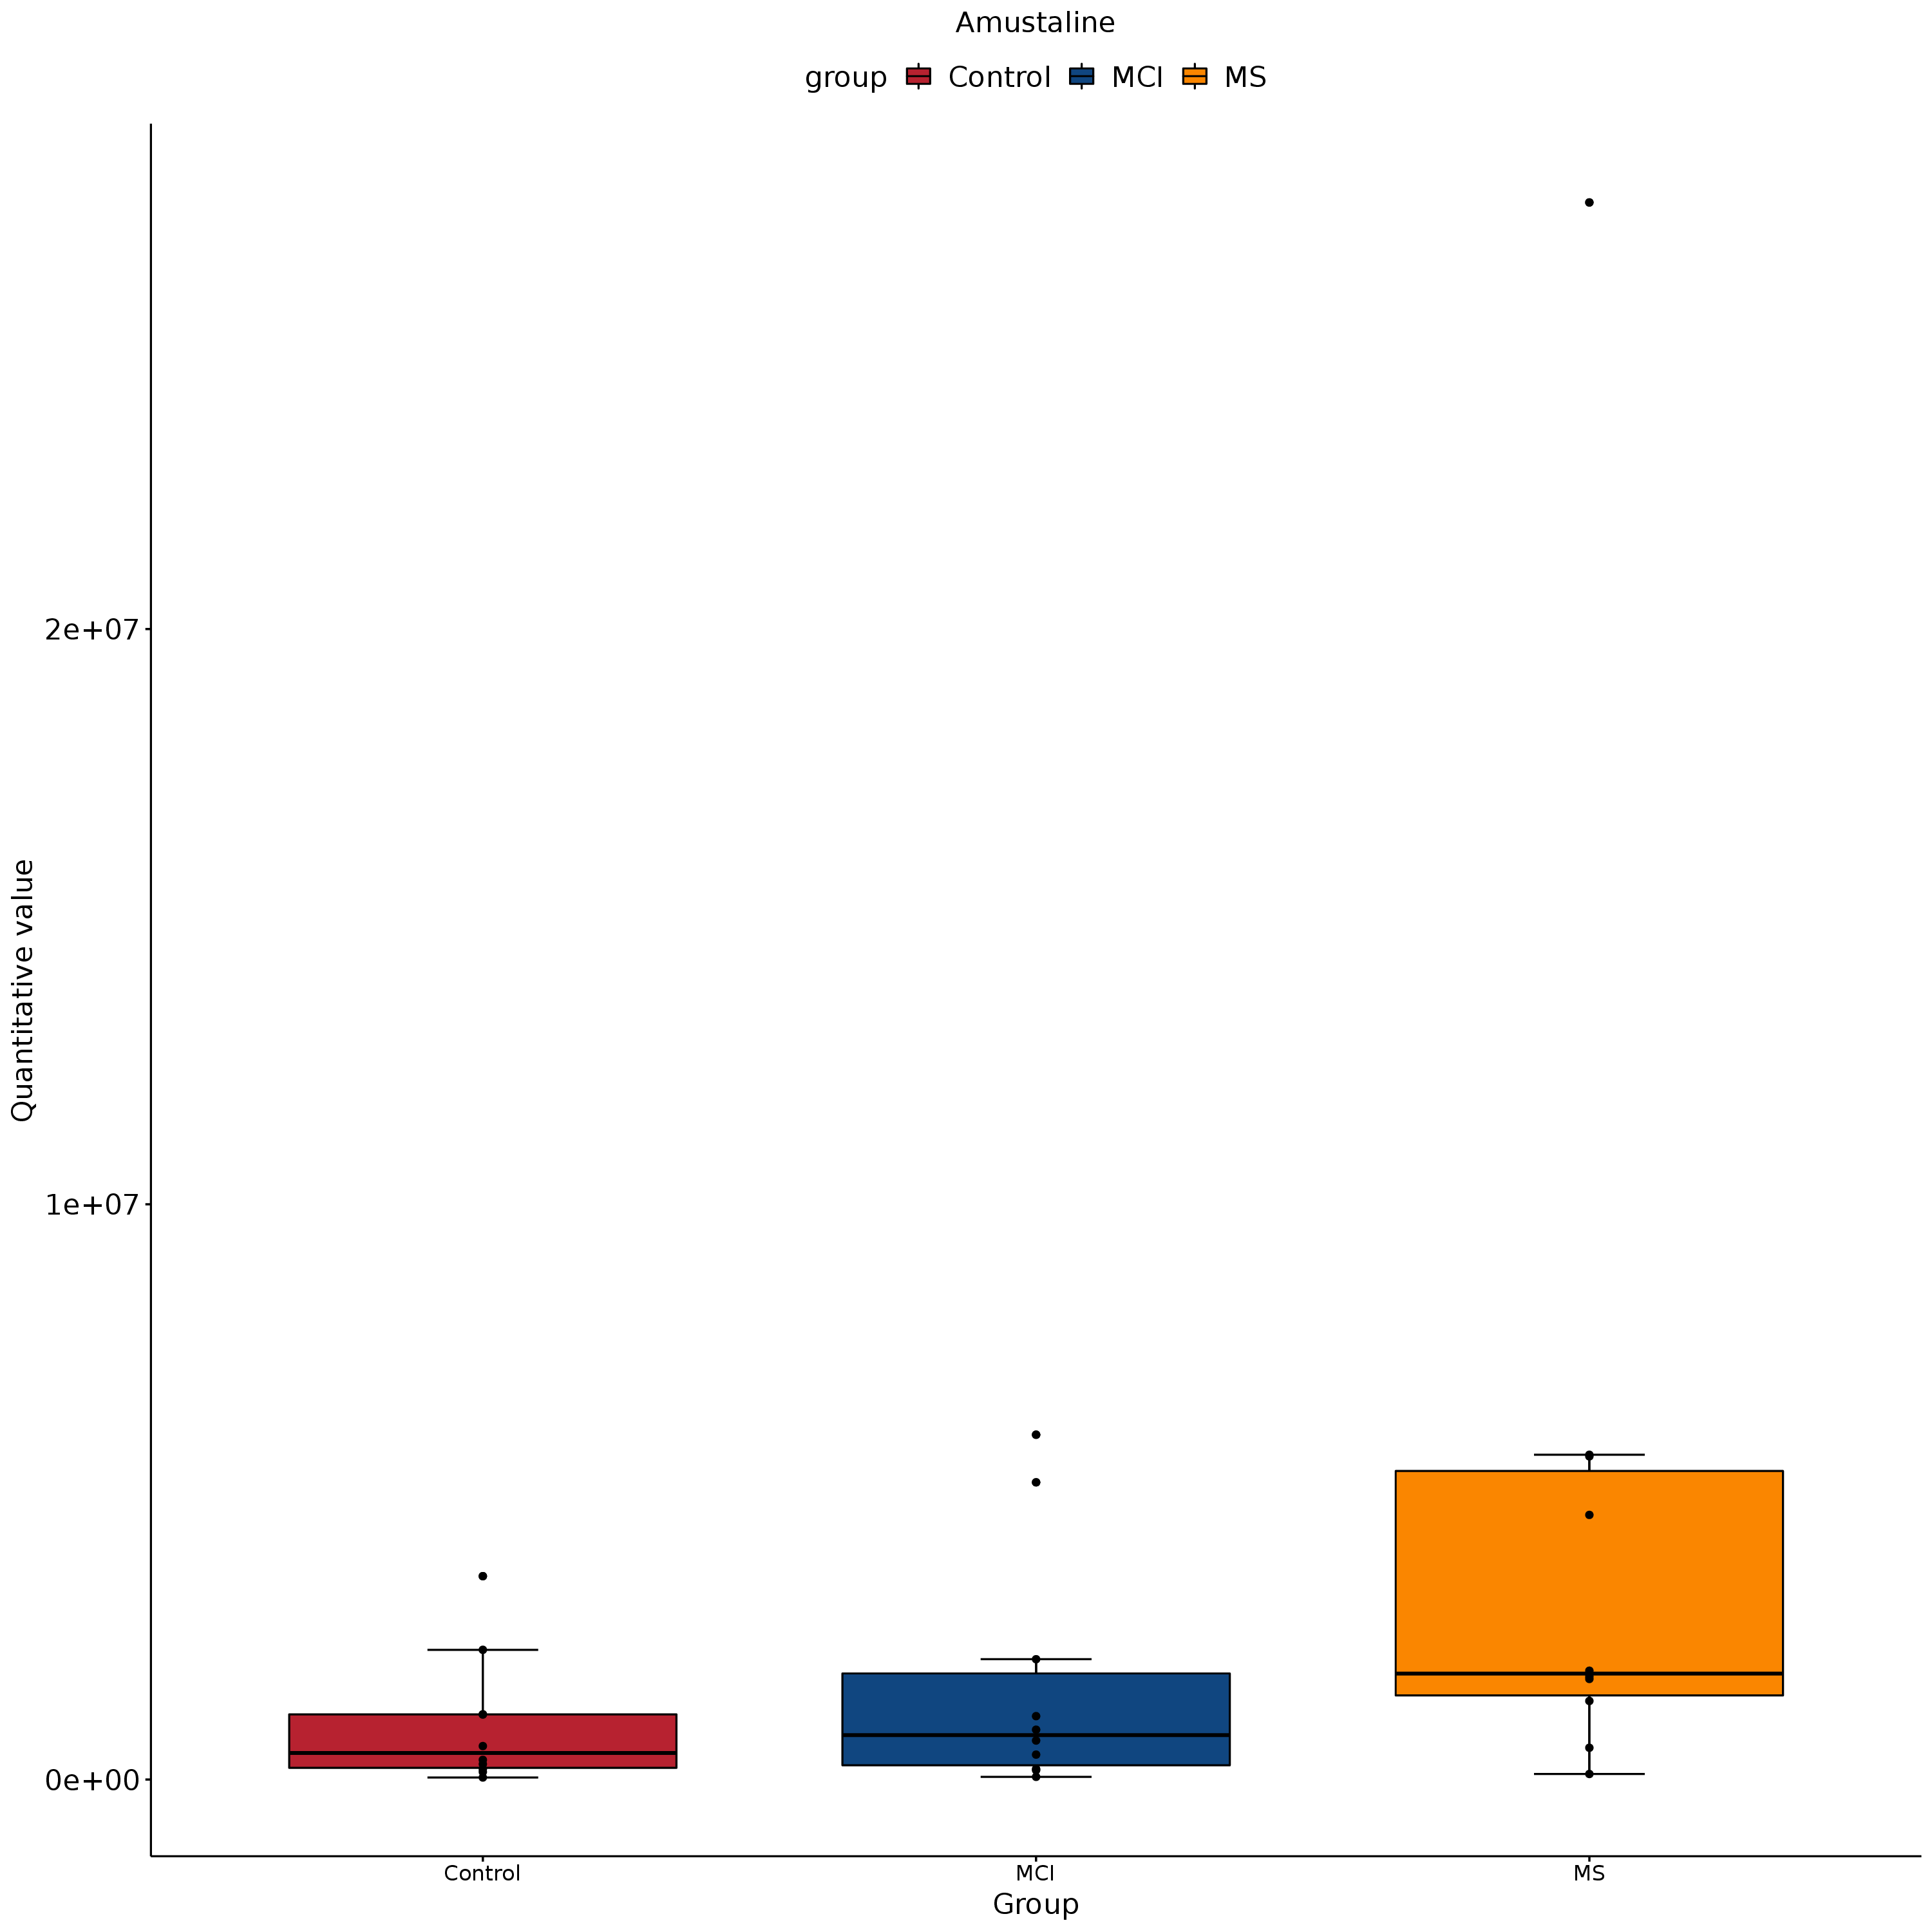 Amustaline
group Control MCI MS
Quantitative value
2e+07
1e+07
0e+00
Control MCI MS
Group